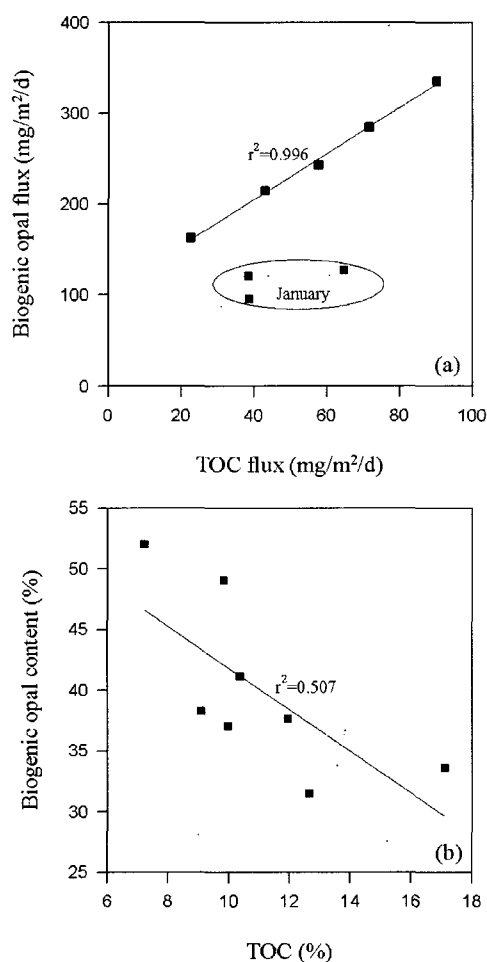 400
300
200
100
0
Biogenic opal flux (mg/m²/d)
r²=0.996
January
(a)
0 20 40 60 80 100
TOC flux (mg/m²/d)
55
50
45
40
35
30
25
Biogenic opal content (%)
r²=0.507
(b)
6 8 10 12 14 16 18
TOC (%)